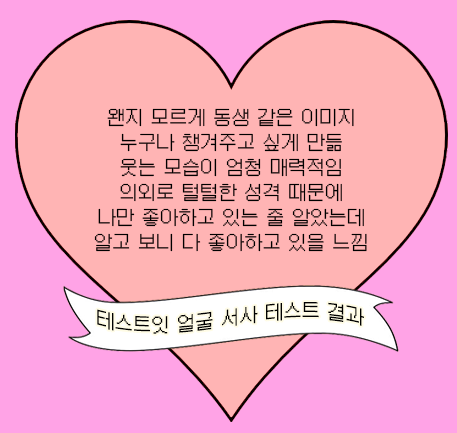 왠지 모르게 동생 같은 이미지
누구나 챙겨주고 싶게 만듦
웃는 모습이 엄청 매력적임
의외로 털털한 성격 때문에
나만 좋아하고 있는 줄 알았는데
알고 보니 다 좋아하고 있을 느낌
테스트잇 얼굴 서사 테스트 결과